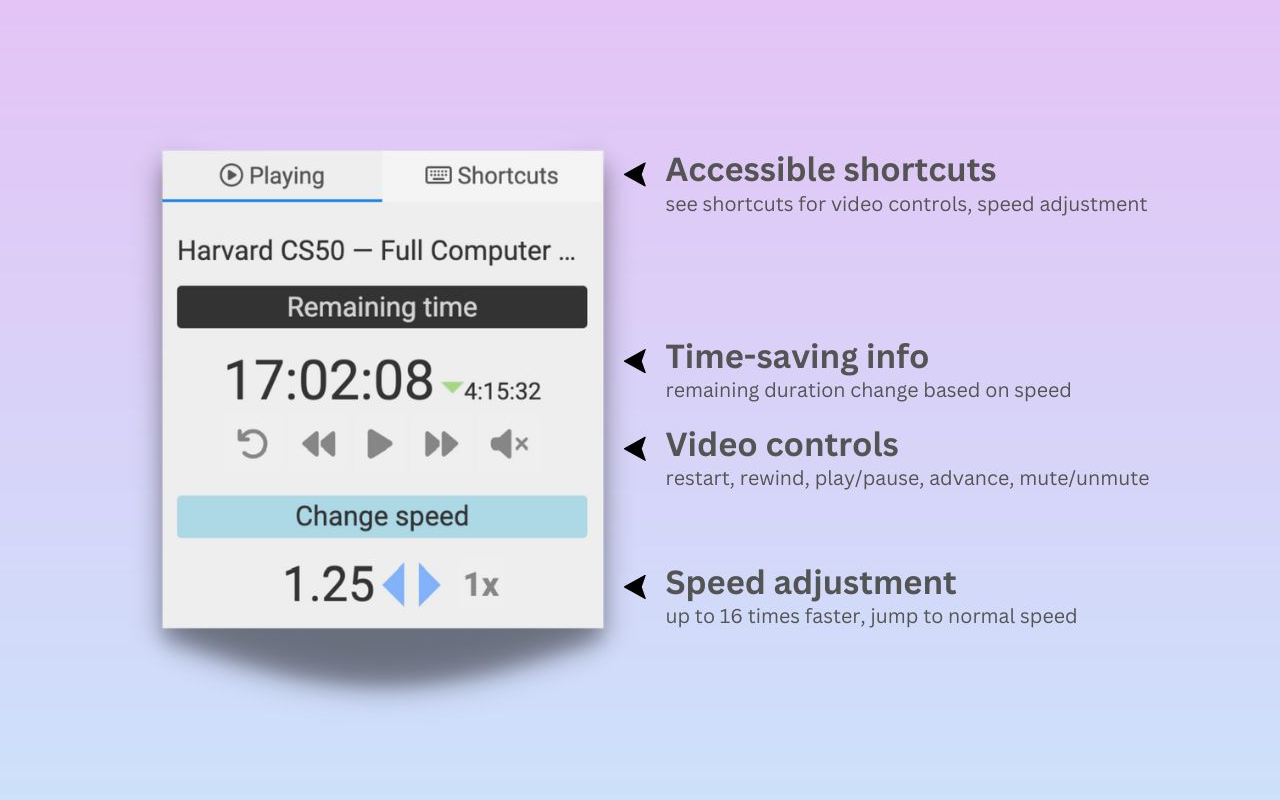 Playing
Shortcuts
Harvard CS50 — Full Computer ...
Remaining time
17:02:08 4:15:32
Change speed
1.25 1x
Accessible shortcuts
see shortcuts for video controls, speed adjustment
Time-saving info
remaining duration change based on speed
Video controls
restart, rewind, play/pause, advance, mute/unmute
Speed adjustment
up to 16 times faster, jump to normal speed